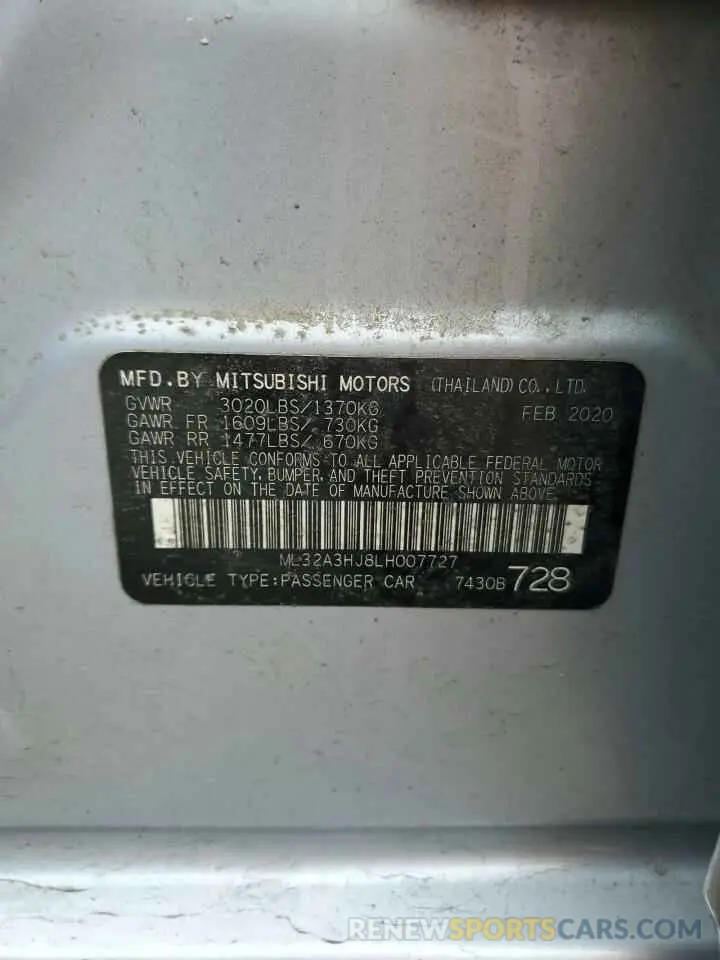 MFD.BY MITSUBISHI MOTORS (THAILAND) CO., LTD.
GVWR 3020LBS/1370KG FEB 2020
GAWR FR 1609LBS/ 730KG
GAWR RR 1477LBS/ 670KG
THIS VEHICLE CONFORMS TO ALL APPLICABLE FEDERAL MOTOR
VEHICLE SAFETY, BUMPER, AND THEFT PREVENTION STANDARDS
IN EFFECT ON THE DATE OF MANUFACTURE SHOWN ABOVE.
ML32A3HJ8LH007727
VEHICLE TYPE:PASSENGER CAR 7430B 728
RENEWSPORTSCARS.COM